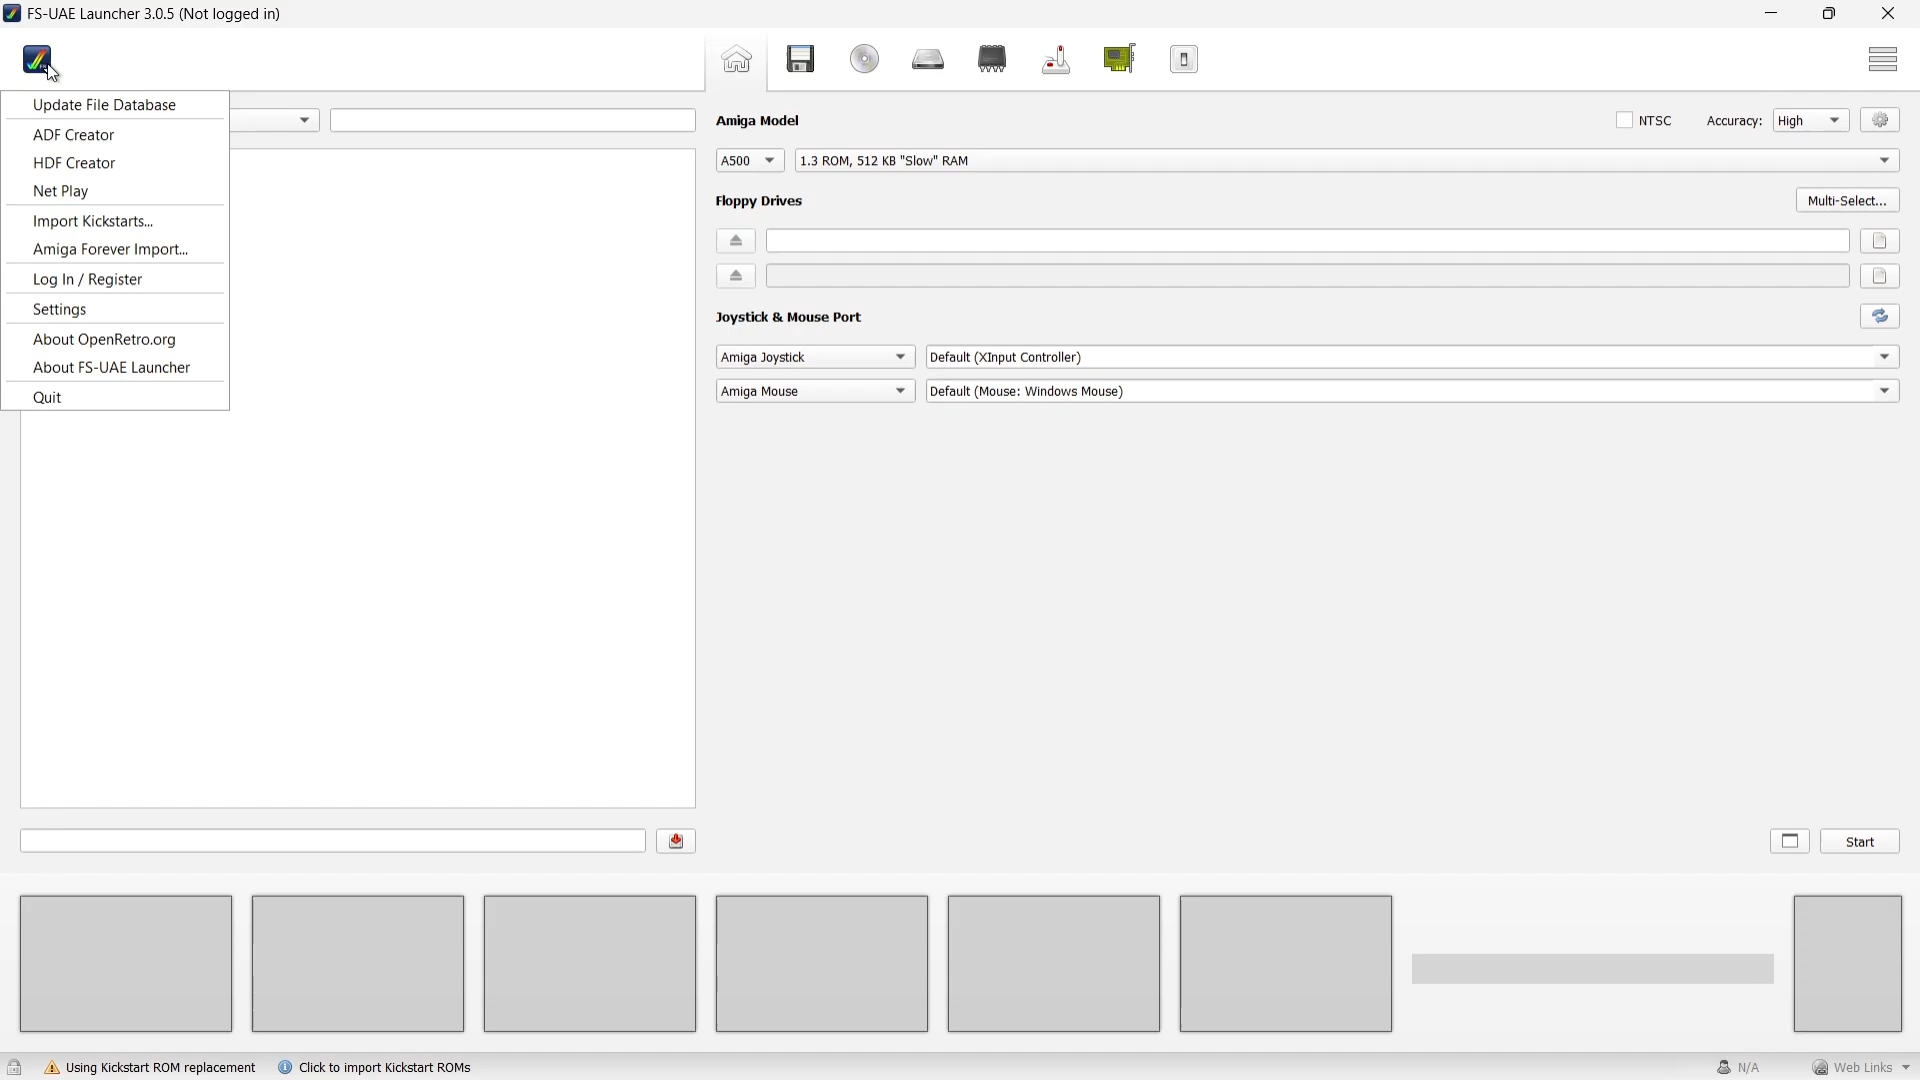 FS-UAE Launcher 3.0.5 (Not logged in)
Update File Database
ADF Creator
HDF Creator
Net Play
Import Kickstarts...
Amiga Forever Import...
Log In / Register
Settings
About OpenRetro.org
About FS-UAE Launcher
Quit
Amiga Model
NTSC
Accuracy:
High
A500
1.3 ROM, 512 KB "Slow" RAM
Floppy Drives
Multi-Select...
Joystick & Mouse Port
Amiga Joystick
Default (XInput Controller)
Amiga Mouse
Default (Mouse: Windows Mouse)
Start
Using Kickstart ROM replacement
Click to import Kickstart ROMs
N/A
Web Links